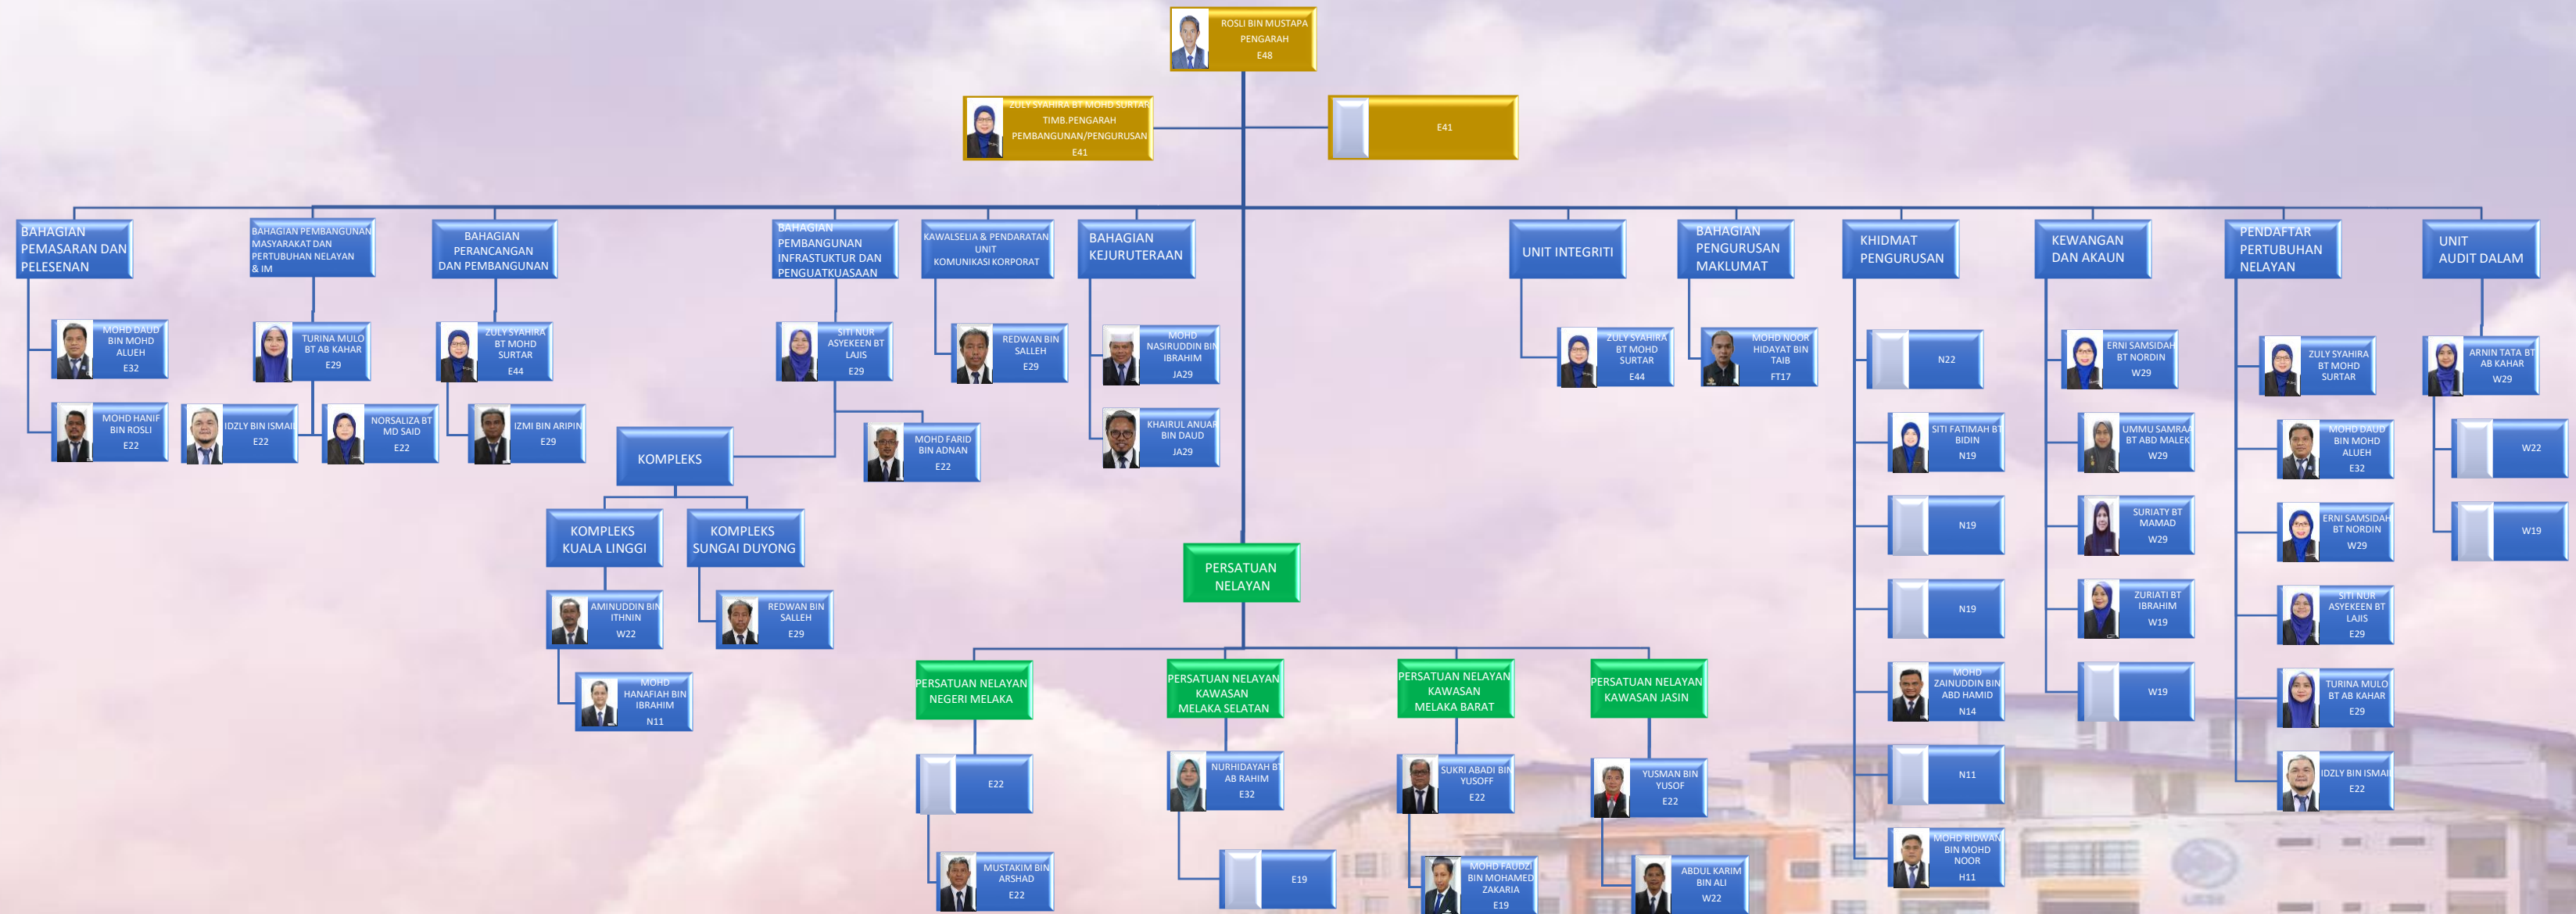 ROSLI BIN MUSTAPA
PENGARAH
E48
ZULY SYAHIRA BT MOHD SURTAR
TIMB.PENGARAH
PEMBANGUNAN/PENGURUSAN
E41
E41
BAHAGIAN
PEMASARAN DAN
PELESENAN
MOHD DAUD
BIN MOHD
ALUEH
E32
MOHD HANIF
BIN ROSLI
E22
BAHAGIAN PEMBANGUNAN
MASYARAKAT DAN
PERTUBUHAN NELAYAN
& IM
TURINA MULO
BT AB KAHAR
E29
IDZLY BIN ISMAIL
E22
NORSALIZA BT
MD SAID
E22
BAHAGIAN
PERANCANGAN
DAN PEMBANGUNAN
ZULY SYAHIRA
BT MOHD
SURTAR
E44
IZMI BIN ARIPIN
E29
BAHAGIAN
PEMBANGUNAN
INFRASTUKTUR DAN
PENGUATKUASAAN
SITI NUR
ASYEKEEN BT
LAJIS
E29
MOHD FARID
BIN ADNAN
E22
KOMPLEKS
KOMPLEKS
KUALA LINGGI
AMINUDDIN BIN
ITHNIN
W22
MOHD
HANAFIAH BIN
IBRAHIM
N11
KOMPLEKS
SUNGAI DUYONG
REDWAN BIN
SALLEH
E29
KAWALSELIA & PENDARATAN
UNIT
KOMUNIKASI KORPORAT
REDWAN BIN
SALLEH
E29
BAHAGIAN
KEJURUTERAAN
MOHD
NASIRUDDIN BIN
IBRAHIM
JA29
KHAIRUL ANUAR
BIN DAUD
JA29
UNIT INTEGRITI
ZULY SYAHIRA
BT MOHD
SURTAR
E44
BAHAGIAN
PENGURUSAN
MAKLUMAT
MOHD NOOR
HIDAYAT BIN
TAIB
FT17
KHIDMAT
PENGURUSAN
N22
SITI FATIMAH BT
BIDIN
N19
N19
N19
MOHD
ZAINUDDIN BIN
ABD HAMID
N14
N11
MOHD RIDWAN
BIN MOHD
NOOR
H11
KEWANGAN
DAN AKAUN
ERNI SAMSIDAH
BT NORDIN
W29
UMMU SAMRAA
BT ABD MALEK
W29
SURIATY BT
MAMAD
W29
ZURIATI BT
IBRAHIM
W19
W19
PENDAFTAR
PERTUBUHAN
NELAYAN
ZULY SYAHIRA
BT MOHD
SURTAR
MOHD DAUD
BIN MOHD
ALUEH
E32
ERNI SAMSIDAH
BT NORDIN
W29
SITI NUR
ASYEKEEN BT
LAJIS
E29
TURINA MULO
BT AB KAHAR
E29
IDZLY BIN ISMAIL
E22
UNIT
AUDIT DALAM
ARNIN TATA BT
AB KAHAR
W29
W22
W19
PERSATUAN
NELAYAN
PERSATUAN NELAYAN
NEGERI MELAKA
E22
MUSTAKIM BIN
ARSHAD
E22
PERSATUAN NELAYAN
KAWASAN
MELAKA SELATAN
NURHIDAYAH BT
AB RAHIM
E32
E19
PERSATUAN NELAYAN
KAWASAN
MELAKA BARAT
SUKRI ABADI BIN
YUSOFF
E22
MOHD FAUDZI
BIN MOHAMED
ZAKARIA
E19
PERSATUAN NELAYAN
KAWASAN JASIN
YUSMAN BIN
YUSOF
E22
ABDUL KARIM
BIN ALI
W22